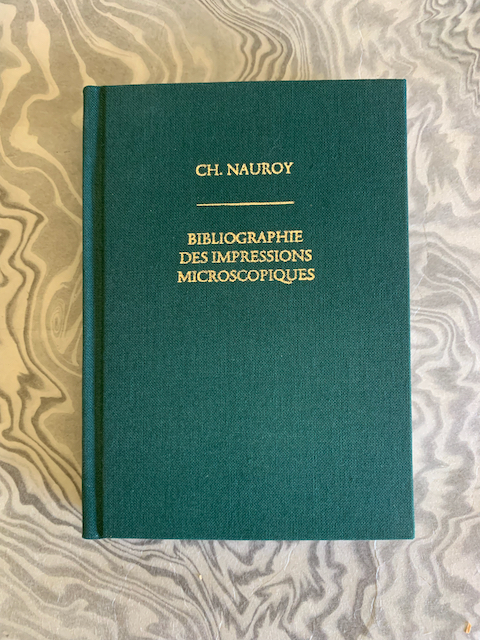 CH. NAUROY
BIBLIOGRAPHIE
DES IMPRESSIONS
MICROSCOPIQUES